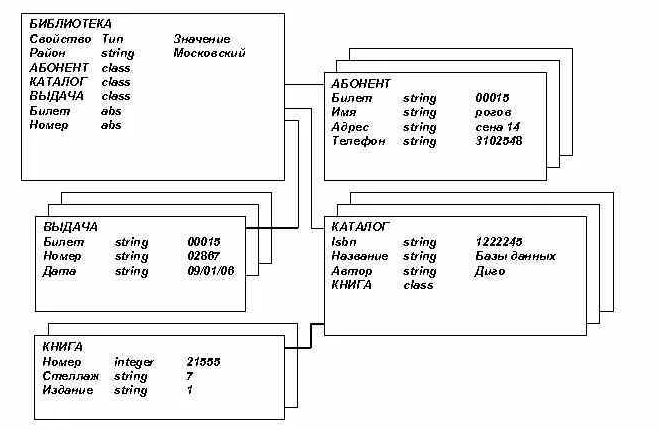 БИБЛИОТЕКА
Свойство Тип Значение
Район string Московский
АБОНЕНТ class
КАТАЛОГ class
ВЫДАЧА class
Билет abs
Номер abs
АБОНЕНТ
Билет string 00015
Имя string рогов
Адрес string сена 14
Телефон string 3102548
ВЫДАЧА
Билет string 00015
Номер string 02867
Дата string 09/01/06
КАТАЛОГ
Isbn string 1222245
Название string Базы данных
Автор string Диго
КНИГА class
КНИГА
Номер integer 21555
Стеллаж string 7
Издание string 1